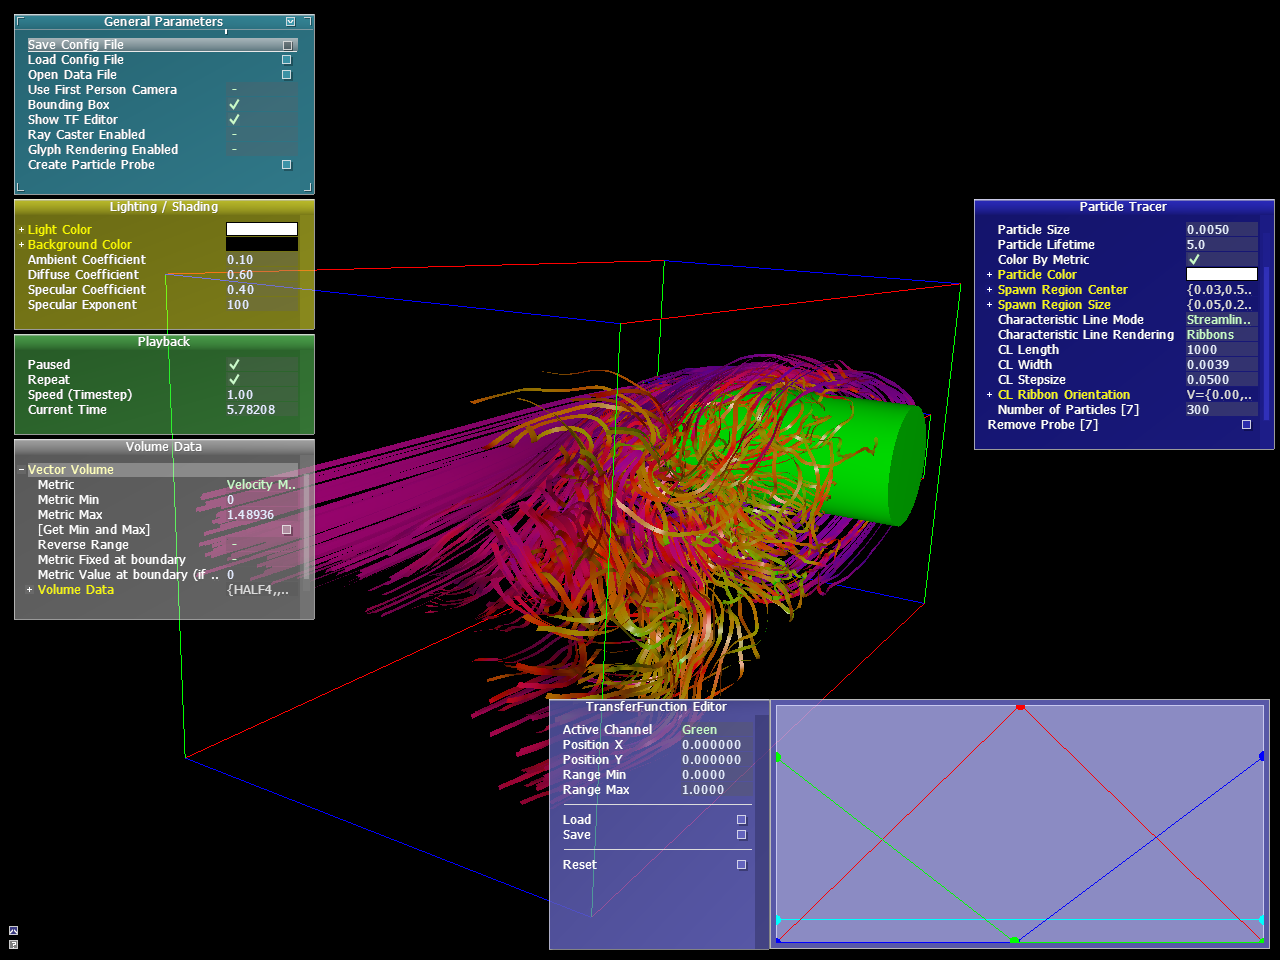 General Parameters
Save Config File
Load Config File
Open Data File
Use First Person Camera -
Bounding Box
Show TF Editor
Ray Caster Enabled -
Glyph Rendering Enabled -
Create Particle Probe
Lighting / Shading
+ Light Color
+ Background Color
Ambient Coefficient 0.10
Diffuse Coefficient 0.60
Specular Coefficient 0.40
Specular Exponent 100
Playback
Paused
Repeat
Speed (Timestep) 1.00
Current Time 5.78208
Volume Data
- Vector Volume
Metric Velocity M..
Metric Min 0
Metric Max 1.48936
[Get Min and Max]
Reverse Range -
Metric Fixed at boundary -
Metric Value at boundary (if .. 0
+ Volume Data {HALF4,,..
Particle Tracer
Particle Size 0.0050
Particle Lifetime 5.0
Color By Metric
+ Particle Color
+ Spawn Region Center {0.03,0.5..
+ Spawn Region Size {0.05,0.2..
Characteristic Line Mode Streamlin..
Characteristic Line Rendering Ribbons
CL Length 1000
CL Width 0.0039
CL Stepsize 0.0500
+ CL Ribbon Orientation V={0.00,..
Number of Particles [7] 300
Remove Probe [7]
TransferFunction Editor
Active Channel Green
Position X 0.000000
Position Y 0.000000
Range Min 0.0000
Range Max 1.0000
Load
Save
Reset
?